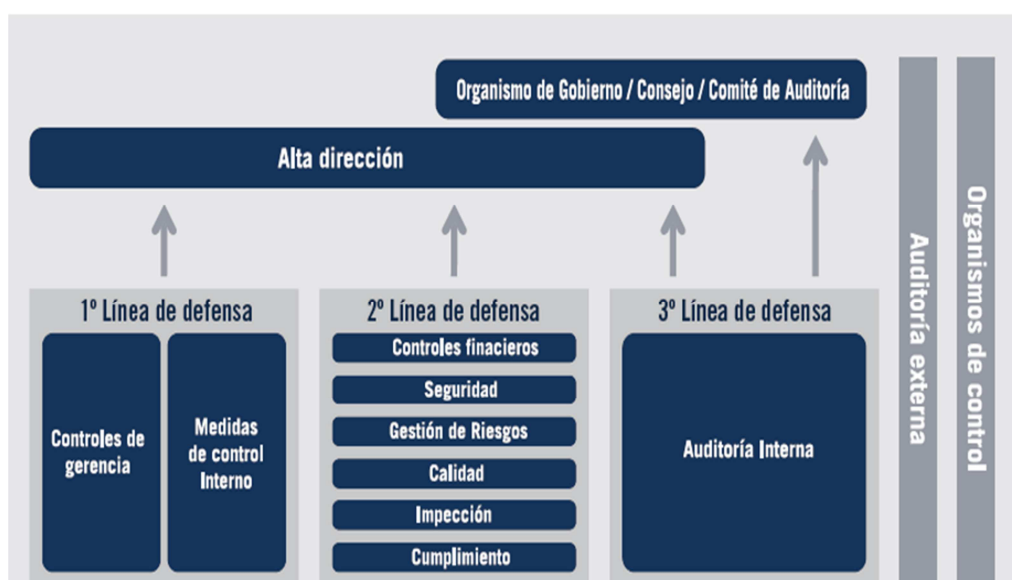 Organismo de Gobierno / Consejo / Comité de Auditoría
Alta dirección
1º Línea de defensa
Controles de
gerencia
Medidas
de control
Interno
2º Línea de defensa
Controles finacieros
Seguridad
Gestión de Riesgos
Calidad
Impección
Cumplimiento
3º Línea de defensa
Auditoría Interna
Auditoría externa
Organismos de control